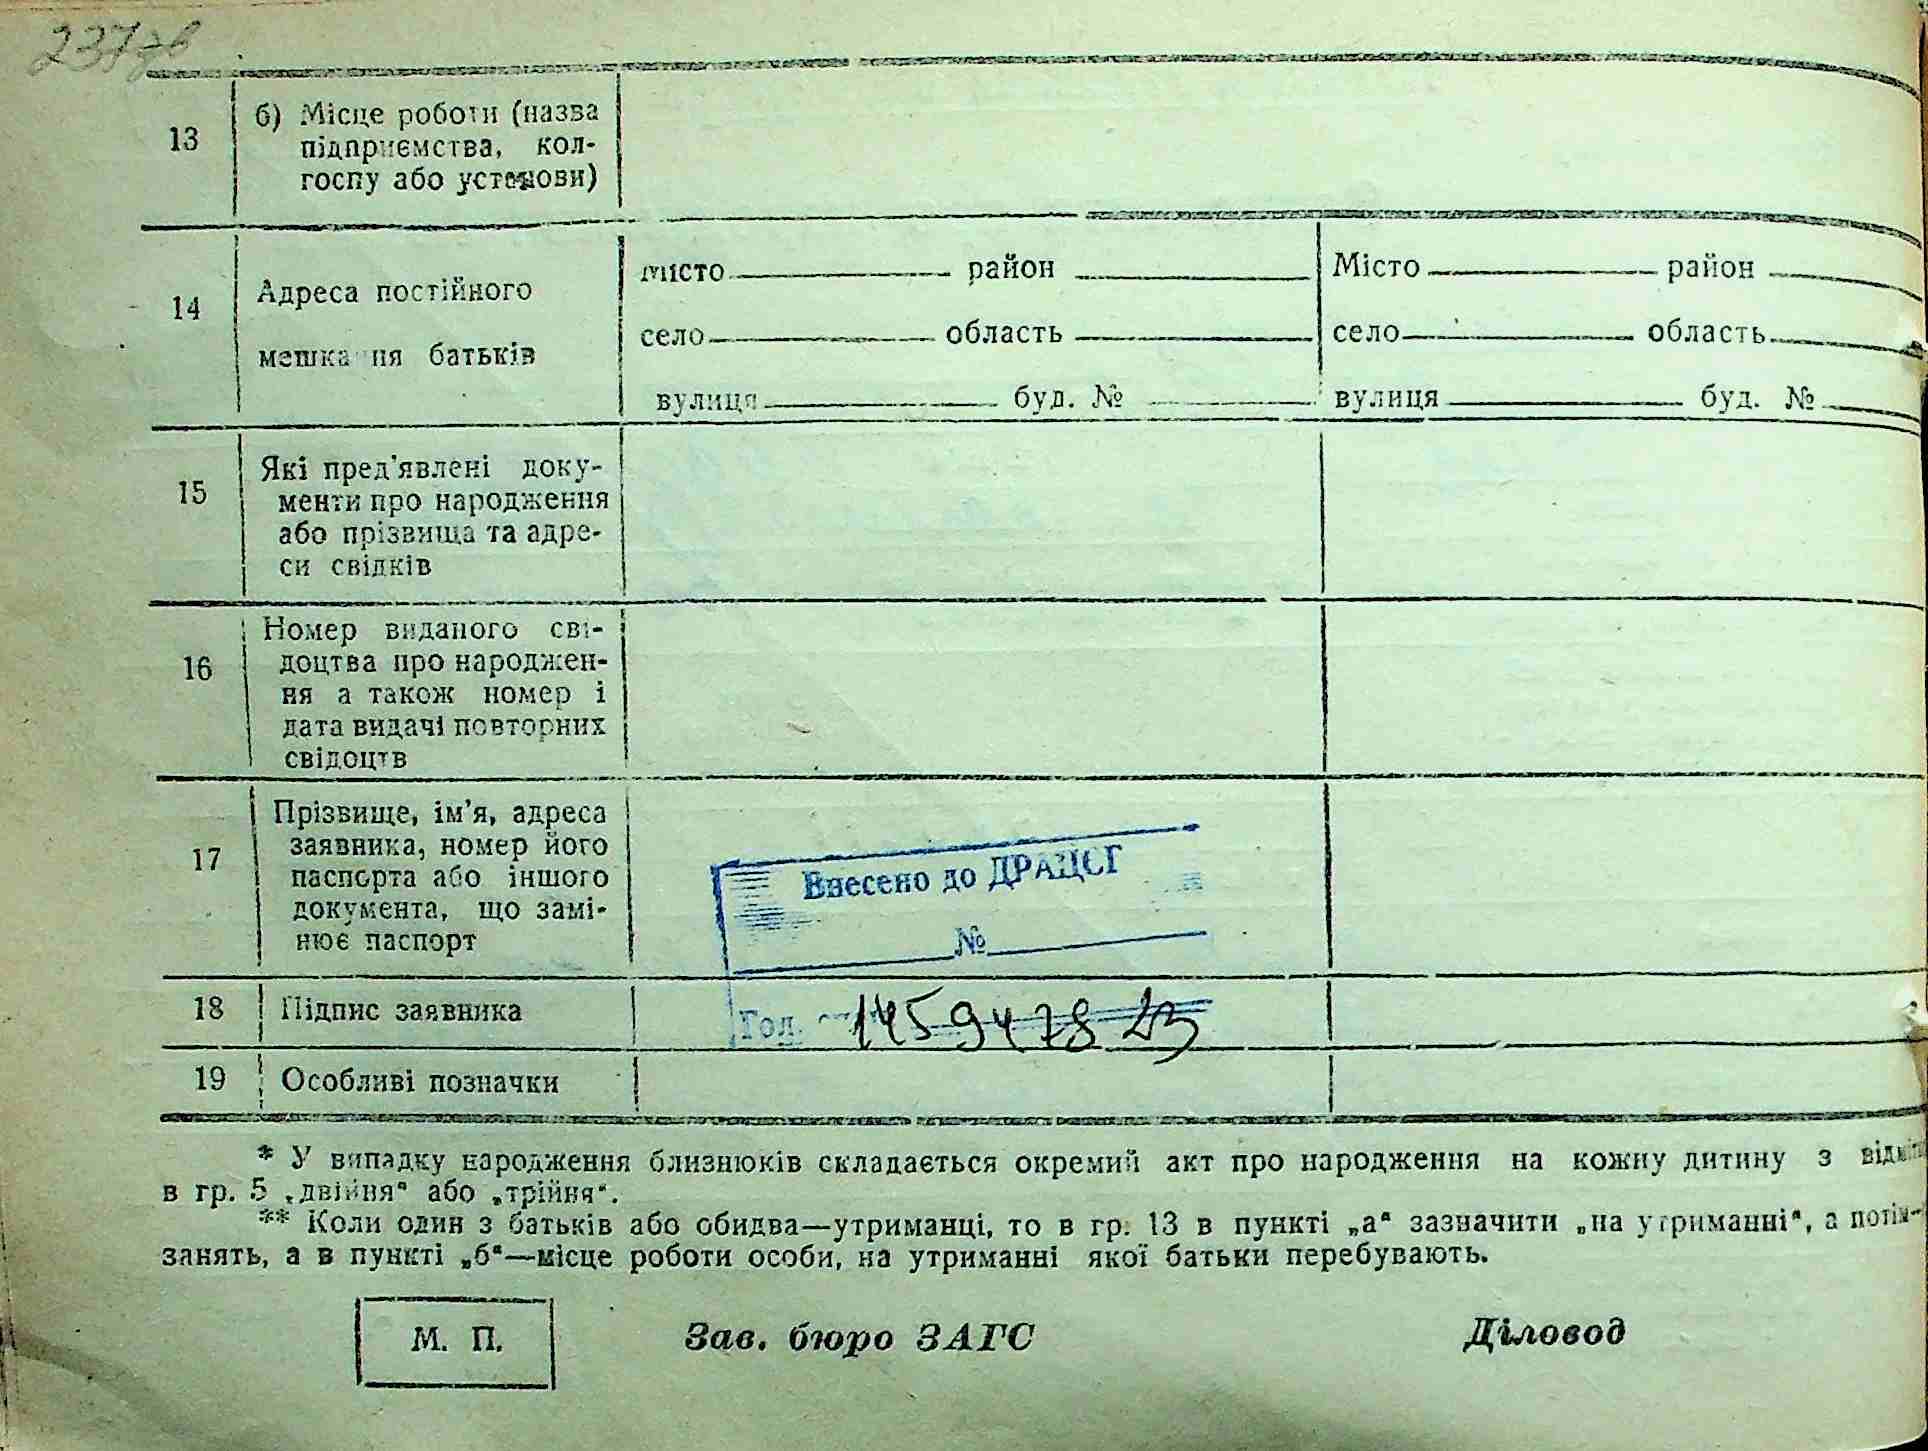 237зв
13
б) Місце роботи (назва
підприємства, кол-
госпу або установи)
14
Адреса постійного
мешкання батьків
місто район
село область
вулиця буд. №
Місто район
село область
вулиця буд. №
15
Які пред'явлені доку-
менти про народження
або прізвища та адре-
си свідків
16
Номер виданого сві-
доцтва про народжен-
ня а також номер і
дата видачі повторних
свідоцтв
17
Прізвище, ім'я, адреса
заявника, номер його
паспорта або іншого
документа, що замі-
нює паспорт
Внесено до ДРАЦСГ
№
18
Підпис заявника
Гол.
19
Особливі позначки
* У випадку народження близнюків складається окремий акт про народження на кожну дитину з
в гр. 5 „двійня“ або „трійня“.
** Коли один з батьків або обидва—утриманці, то в гр. 13 в пункті „а“ зазначити „на утриманні“, а потім—
занять, а в пункті „б“—місце роботи особи, на утриманні якої батьки перебувають.
М. П.
Зав. бюро ЗАГС
Діловод